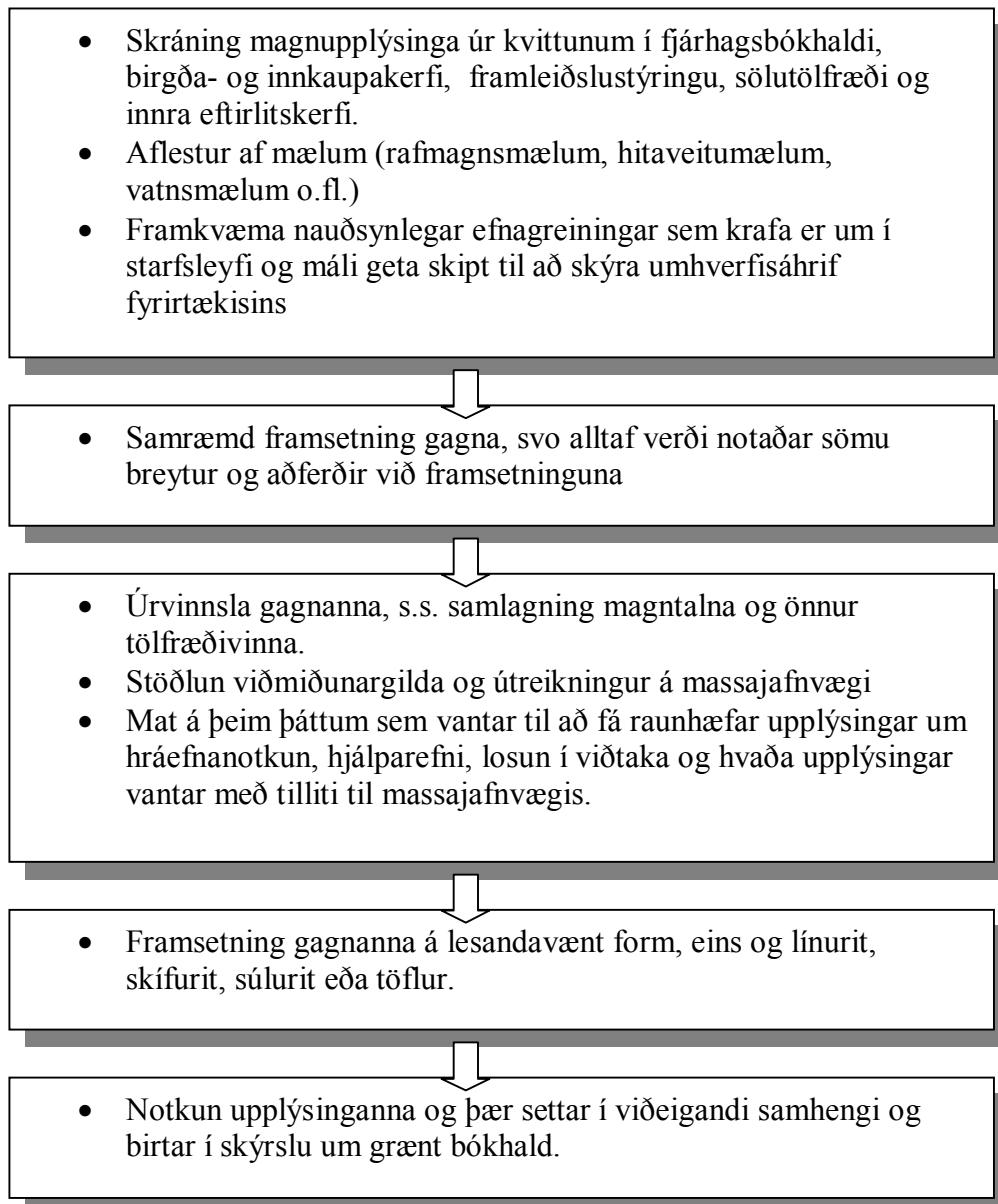 • Skráning magnupplýsinga úr kvittunum í fjárhagsbókhaldi,
birgða- og innkaupakerfi, framleiðslustýringu, sölutölfræði og
innra eftirlitskerfi.
• Aflestur af mælum (rafmagnsmælum, hitaveitumælum,
vatnsmælum o.fl.)
• Framkvæma nauðsynlegar efnagreiningar sem krafa er um í
starfsleyfi og máli geta skipt til að skýra umhverfisáhrif
fyrirtækisins
• Samræmd framsetning gagna, svo alltaf verði notaðar sömu
breytur og aðferðir við framsetninguna
• Úrvinnsla gagnanna, s.s. samlagning magntalna og önnur
tölfræðivinna.
• Stöðlun viðmiðunargilda og útreikningur á massajafnvægi
• Mat á þeim þáttum sem vantar til að fá raunhæfar upplýsingar um
hráefnanotkun, hjálparefni, losun í viðtaka og hvaða upplýsingar
vantar með tilliti til massajafnvægis.
• Framsetning gagnanna á lesandavænt form, eins og línurit,
skífurit, súlurit eða töflur.
• Notkun upplýsinganna og þær settar í viðeigandi samhengi og
birtar í skýrslu um grænt bókhald.